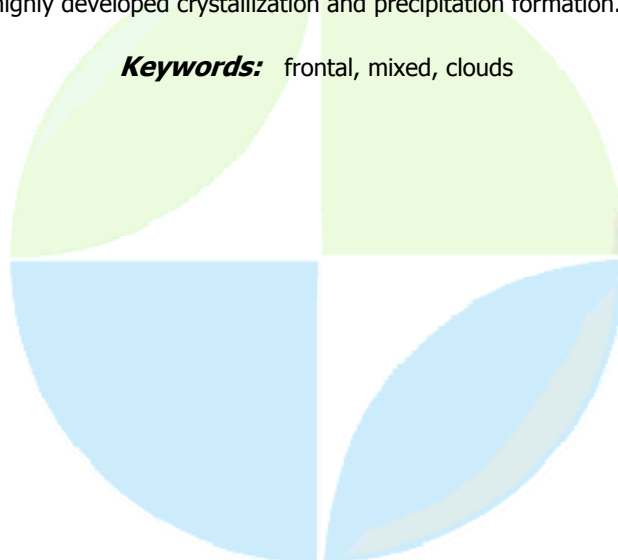 highly developed crystallization and precipitation formation.
Keywords: frontal, mixed, clouds